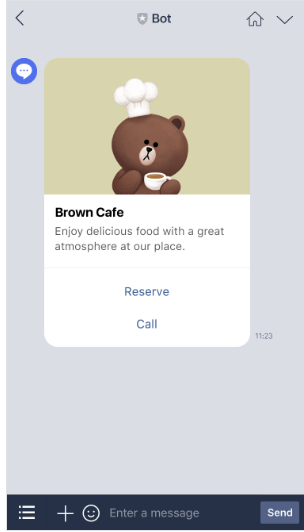 Bot
Brown Cafe
Enjoy delicious food with a great
atmosphere at our place.
Reserve
Call
11:23
Enter a message
Send